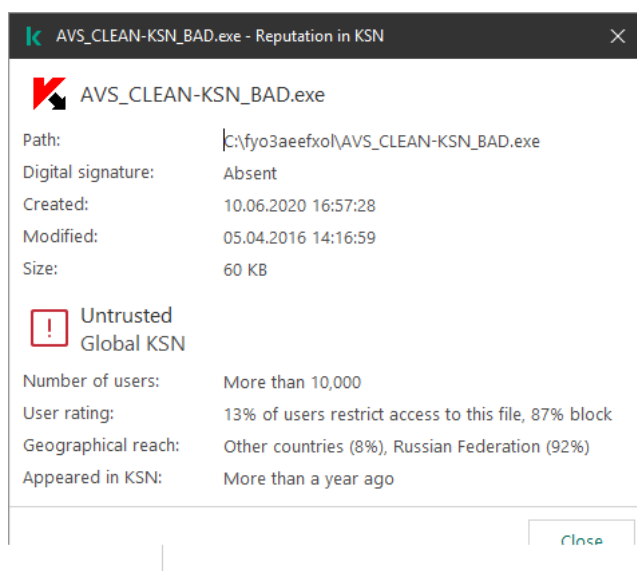 AVS_CLEAN-KSN_BAD.exe - Reputation in KSN
AVS_CLEAN-KSN_BAD.exe
Path: C:\fyo3aeefxol\AVS_CLEAN-KSN_BAD.exe
Digital signature: Absent
Created: 10.06.2020 16:57:28
Modified: 05.04.2016 14:16:59
Size: 60 KB
Untrusted
Global KSN
Number of users: More than 10,000
User rating: 13% of users restrict access to this file, 87% block
Geographical reach: Other countries (8%), Russian Federation (92%)
Appeared in KSN: More than a year ago
Close